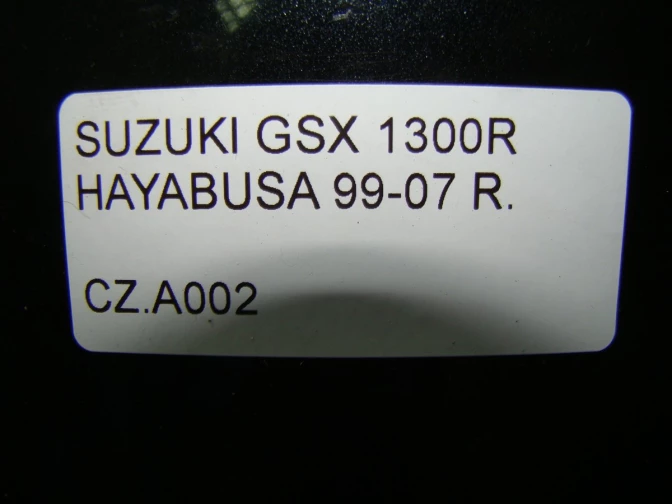 SUZUKI GSX 1300R
HAYABUSA 99-07 R.
CZ.A002